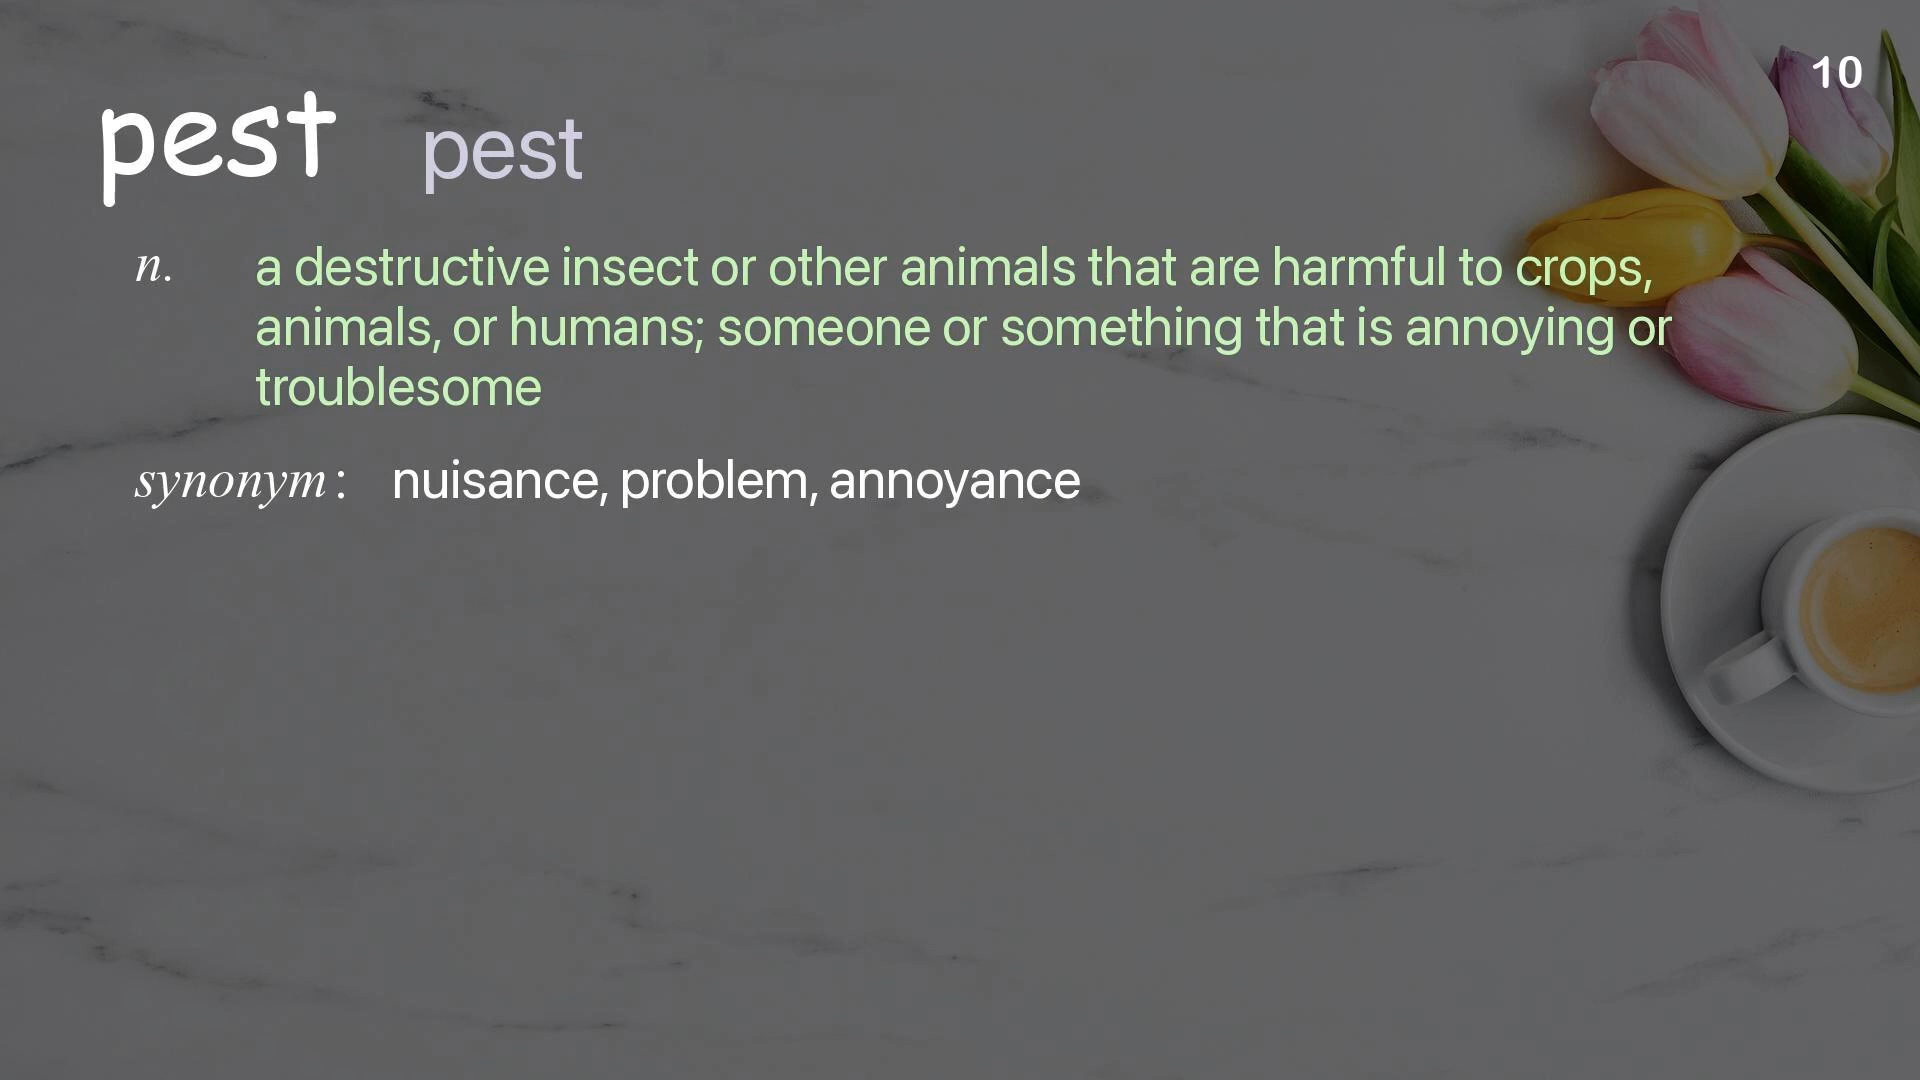 10
pest pest
n. a destructive insect or other animals that are harmful to crops,
animals, or humans; someone or something that is annoying or
troublesome
synonym : nuisance, problem, annoyance